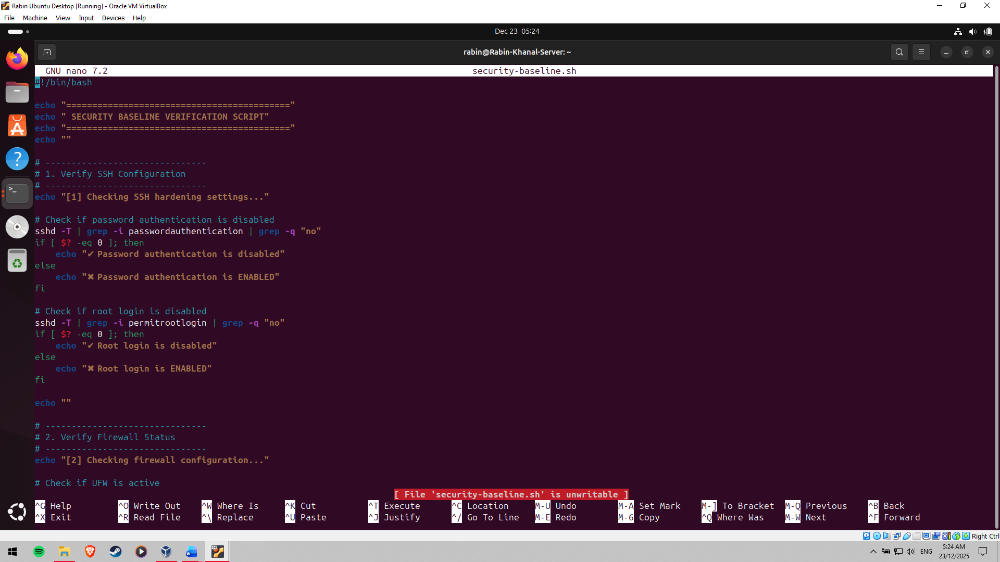 Rabin Ubuntu Desktop [Running] - Oracle VM VirtualBox
File Machine View Input Devices Help
Dec 23 05:24
rabin@Rabin-Khanal-Server: ~
GNU nano 7.2 security-baseline.sh
#!/bin/bash
echo "==========================================="
echo " SECURITY BASELINE VERIFICATION SCRIPT"
echo "==========================================="
echo ""
# -------------------------------
# 1. Verify SSH Configuration
# -------------------------------
echo "[1] Checking SSH hardening settings..."
# Check if password authentication is disabled
sshd -T | grep -i passwordauthentication | grep -q "no"
if [ $? -eq 0 ]; then
    echo "✔ Password authentication is disabled"
else
    echo "✖ Password authentication is ENABLED"
fi
# Check if root login is disabled
sshd -T | grep -i permitrootlogin | grep -q "no"
if [ $? -eq 0 ]; then
    echo "✔ Root login is disabled"
else
    echo "✖ Root login is ENABLED"
fi
echo ""
# -------------------------------
# 2. Verify Firewall Status
# -------------------------------
echo "[2] Checking firewall configuration..."
# Check if UFW is active
[ File 'security-baseline.sh' is unwritable ]
^G Help ^O Write Out ^W Where Is ^K Cut ^T Execute ^C Location M-U Undo M-A Set Mark M-] To Bracket M-Q Previous ^B Back
^X Exit ^R Read File ^\ Replace ^U Paste ^J Justify ^/ Go To Line M-E Redo M-6 Copy ^Q Where Was M-W Next ^F Forward
Right Ctrl
ENG
5:24 AM
23/12/2025